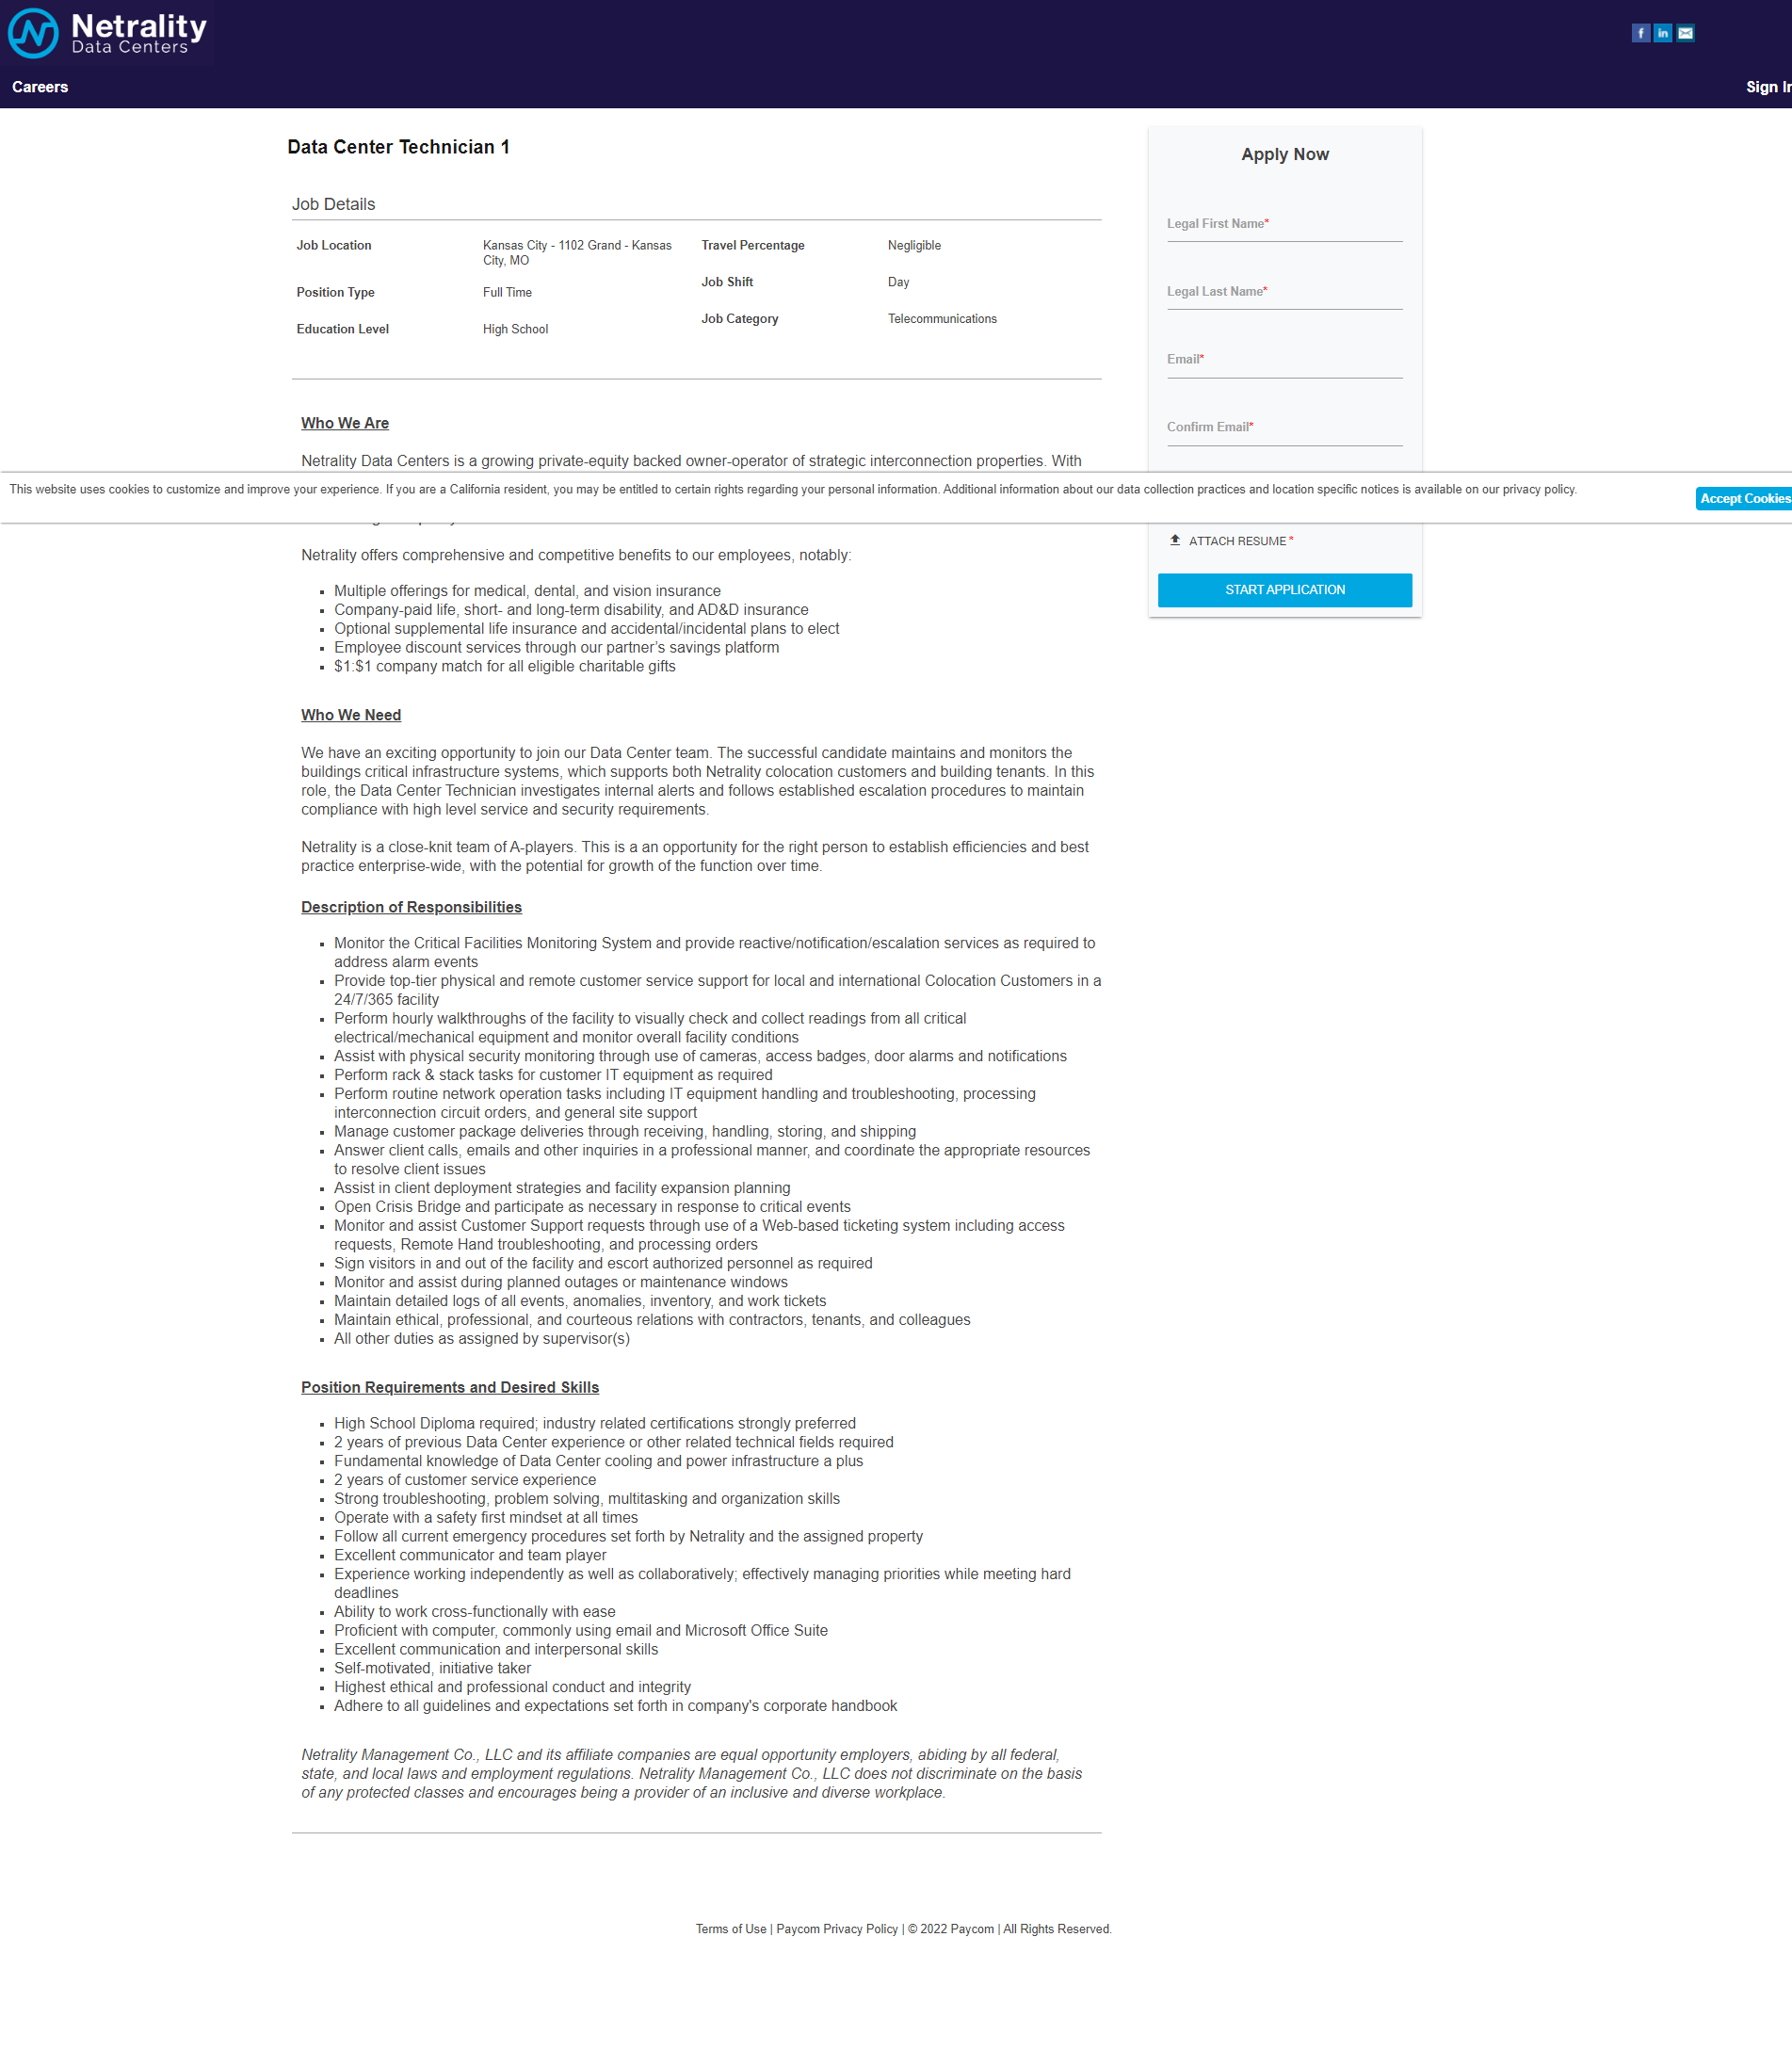 Netrality
Data Centers
Careers
Sign In
Data Center Technician 1
Job Details
Job Location
Kansas City - 1102 Grand - Kansas
City, MO
Position Type
Full Time
Education Level
High School
Travel Percentage
Negligible
Job Shift
Day
Job Category
Telecommunications
Who We Are
Netrality Data Centers is a growing private-equity backed owner-operator of strategic interconnection properties. With
This website uses cookies to customize and improve your experience. If you are a California resident, you may be entitled to certain rights regarding your personal information. Additional information about our data collection practices and location specific notices is available on our privacy policy.
Accept Cookies
Netrality offers comprehensive and competitive benefits to our employees, notably:
Multiple offerings for medical, dental, and vision insurance
Company-paid life, short- and long-term disability, and AD&D insurance
Optional supplemental life insurance and accidental/incidental plans to elect
Employee discount services through our partner’s savings platform
$1:$1 company match for all eligible charitable gifts
Who We Need
We have an exciting opportunity to join our Data Center team. The successful candidate maintains and monitors the
buildings critical infrastructure systems, which supports both Netrality colocation customers and building tenants. In this
role, the Data Center Technician investigates internal alerts and follows established escalation procedures to maintain
compliance with high level service and security requirements.
Netrality is a close-knit team of A-players. This is a an opportunity for the right person to establish efficiencies and best
practice enterprise-wide, with the potential for growth of the function over time.
Description of Responsibilities
Monitor the Critical Facilities Monitoring System and provide reactive/notification/escalation services as required to
address alarm events
Provide top-tier physical and remote customer service support for local and international Colocation Customers in a
24/7/365 facility
Perform hourly walkthroughs of the facility to visually check and collect readings from all critical
electrical/mechanical equipment and monitor overall facility conditions
Assist with physical security monitoring through use of cameras, access badges, door alarms and notifications
Perform rack & stack tasks for customer IT equipment as required
Perform routine network operation tasks including IT equipment handling and troubleshooting, processing
interconnection circuit orders, and general site support
Manage customer package deliveries through receiving, handling, storing, and shipping
Answer client calls, emails and other inquiries in a professional manner, and coordinate the appropriate resources
to resolve client issues
Assist in client deployment strategies and facility expansion planning
Open Crisis Bridge and participate as necessary in response to critical events
Monitor and assist Customer Support requests through use of a Web-based ticketing system including access
requests, Remote Hand troubleshooting, and processing orders
Sign visitors in and out of the facility and escort authorized personnel as required
Monitor and assist during planned outages or maintenance windows
Maintain detailed logs of all events, anomalies, inventory, and work tickets
Maintain ethical, professional, and courteous relations with contractors, tenants, and colleagues
All other duties as assigned by supervisor(s)
Position Requirements and Desired Skills
High School Diploma required; industry related certifications strongly preferred
2 years of previous Data Center experience or other related technical fields required
Fundamental knowledge of Data Center cooling and power infrastructure a plus
2 years of customer service experience
Strong troubleshooting, problem solving, multitasking and organization skills
Operate with a safety first mindset at all times
Follow all current emergency procedures set forth by Netrality and the assigned property
Excellent communicator and team player
Experience working independently as well as collaboratively; effectively managing priorities while meeting hard
deadlines
Ability to work cross-functionally with ease
Proficient with computer, commonly using email and Microsoft Office Suite
Excellent communication and interpersonal skills
Self-motivated, initiative taker
Highest ethical and professional conduct and integrity
Adhere to all guidelines and expectations set forth in company's corporate handbook
Netrality Management Co., LLC and its affiliate companies are equal opportunity employers, abiding by all federal,
state, and local laws and employment regulations. Netrality Management Co., LLC does not discriminate on the basis
of any protected classes and encourages being a provider of an inclusive and diverse workplace.
Apply Now
Legal First Name*
Legal Last Name*
Email*
Confirm Email*
ATTACH RESUME *
START APPLICATION
Terms of Use | Paycom Privacy Policy | © 2022 Paycom | All Rights Reserved.